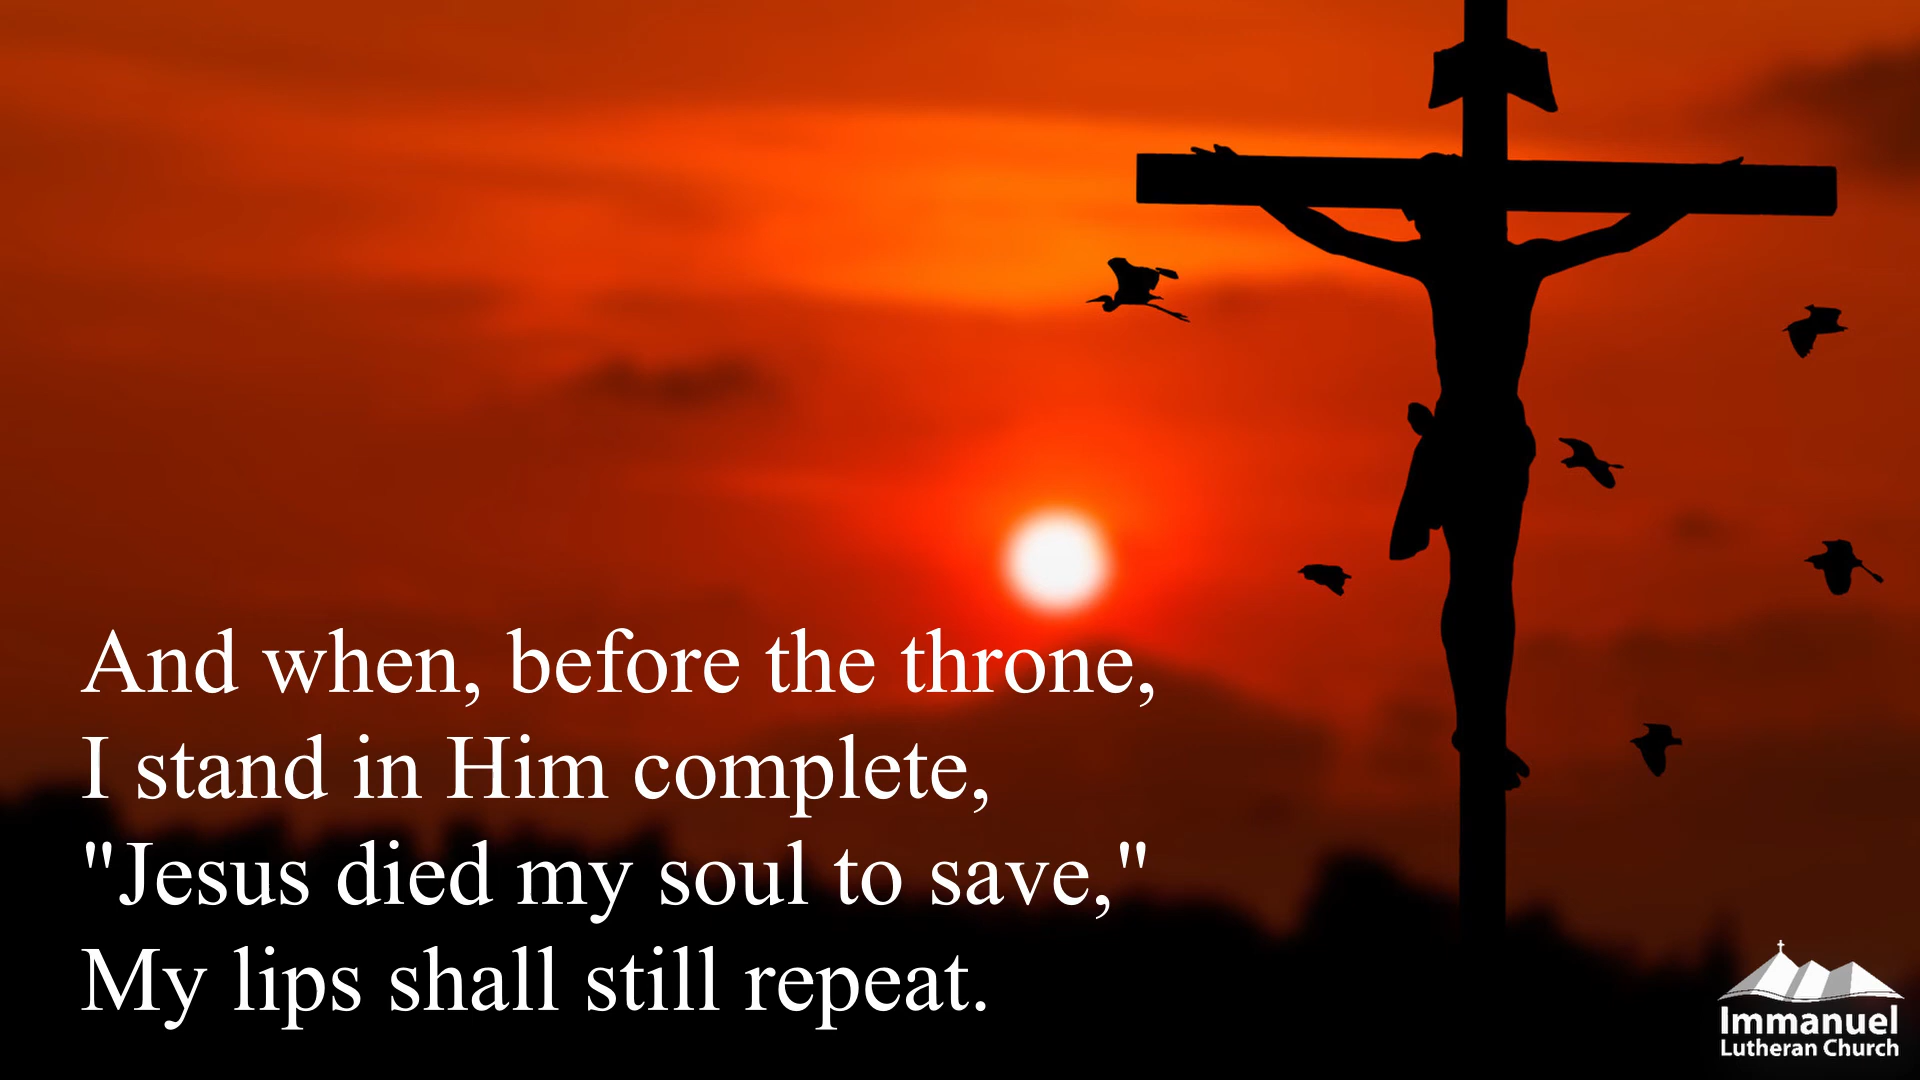 And when, before the throne,
I stand in Him complete,
"Jesus died my soul to save,"
My lips shall still repeat.
Immanuel
Lutheran Church